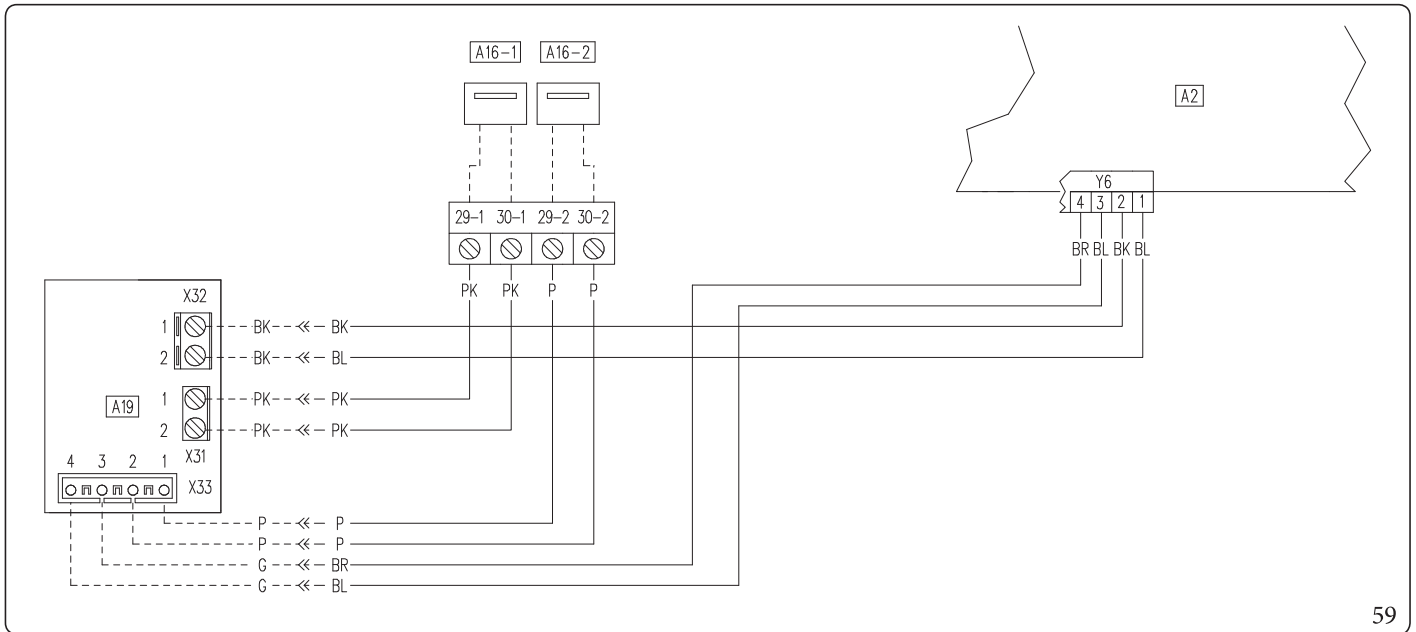 A16-1 A16-2
A2
Y6
4 3 2 1
BR BL BK BL
29-1 30-1 29-2 30-2
PK PK P P
X32
1 BK BK
2 BK BL
A19
1 PK PK
2 PK PK
X31
4 3 2 1
X33
P P
P P
G BR
G BL
59